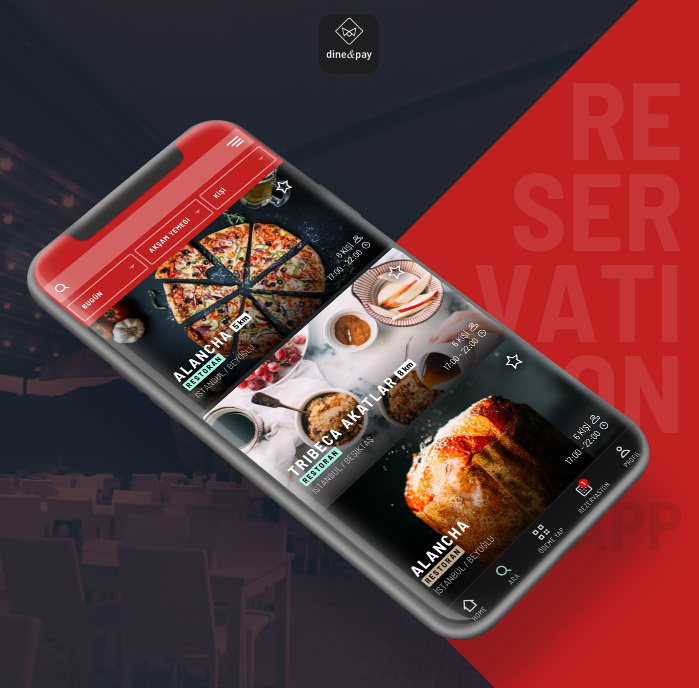 dine&pay
RE
SER
VATI
ON
APP
BUGÜN
AKŞAM YEMEĞİ
KİŞİ
6 KİŞİ
17:00 - 22:00
ALANCHA 5 km
RESTORAN
İSTANBUL / BEYOĞLU
6 KİŞİ
17:00 - 22:00
TRIBECA AKATLAR 8 km
RESTORAN
İSTANBUL / BEŞİKTAŞ
6 KİŞİ
17:00 - 22:00
ALANCHA
RESTORAN
İSTANBUL / BEYOĞLU
HOME
ARA
ÖDEME YAP
REZERVASYON
PROFİL